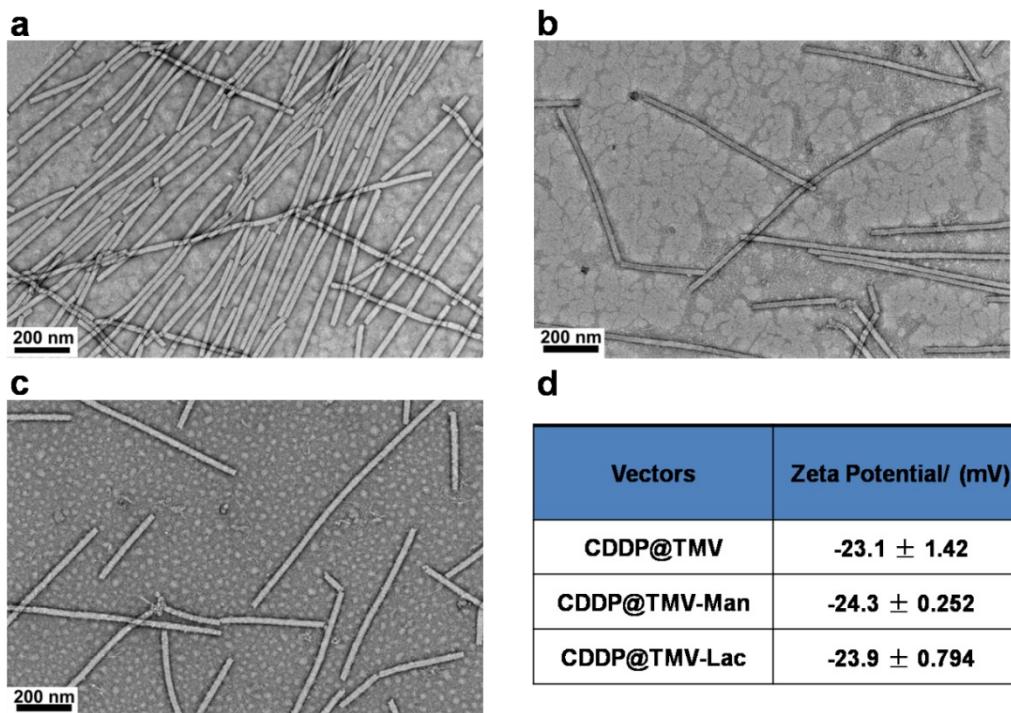 a
b
200 nm
200 nm
c
d
200 nm
Vectors
Zeta Potential/ (mV)
CDDP@TMV
-23.1 ± 1.42
CDDP@TMV-Man
-24.3 ± 0.252
CDDP@TMV-Lac
-23.9 ± 0.794